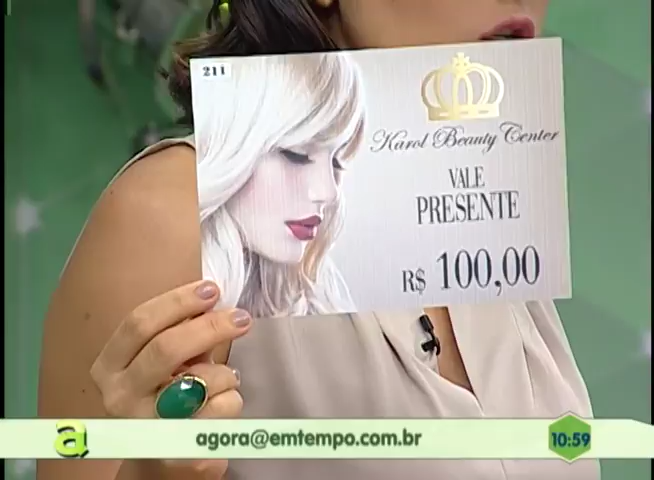 211
Karol Beauty Center
VALE
PRESENTE
R$ 100,00
a
agora@emtempo.com.br
10:59